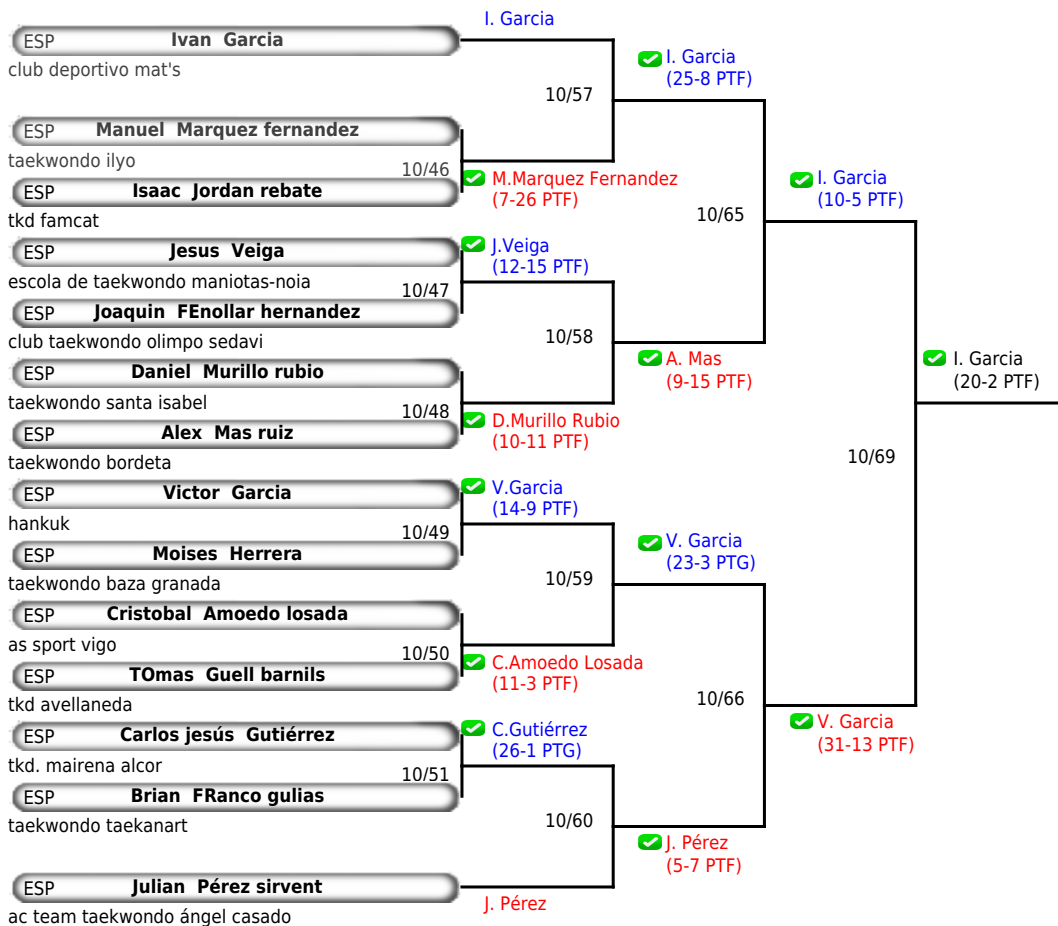 I. Garcia
ESP Ivan Garcia
club deportivo mat's
I. Garcia
(25-8 PTF)
10/57
ESP Manuel Marquez fernandez
taekwondo ilyo
10/46
ESP Isaac Jordan rebate
tkd famcat
M.Marquez Fernandez
(7-26 PTF)
I. Garcia
(10-5 PTF)
10/65
ESP Jesus Veiga
escola de taekwondo maniotas-noia
J.Veiga
(12-15 PTF)
10/47
ESP Joaquin FEnollar hernandez
club taekwondo olimpo sedavi
10/58
A. Mas
(9-15 PTF)
I. Garcia
(20-2 PTF)
ESP Daniel Murillo rubio
taekwondo santa isabel
10/48
ESP Alex Mas ruiz
taekwondo bordeta
D.Murillo Rubio
(10-11 PTF)
10/69
ESP Victor Garcia
hankuk
V.Garcia
(14-9 PTF)
10/49
ESP Moises Herrera
taekwondo baza granada
V. Garcia
(23-3 PTG)
10/59
ESP Cristobal Amoedo losada
as sport vigo
10/50
ESP TOmas Guell barnils
tkd avellaneda
C.Amoedo Losada
(11-3 PTF)
10/66
V. Garcia
(31-13 PTF)
ESP Carlos jesús Gutiérrez
tkd. mairena alcor
C.Gutiérrez
(26-1 PTG)
10/51
ESP Brian FRanco gulias
taekwondo taekanart
10/60
J. Pérez
(5-7 PTF)
ESP Julian Pérez sirvent
ac team taekwondo ángel casado
J. Pérez